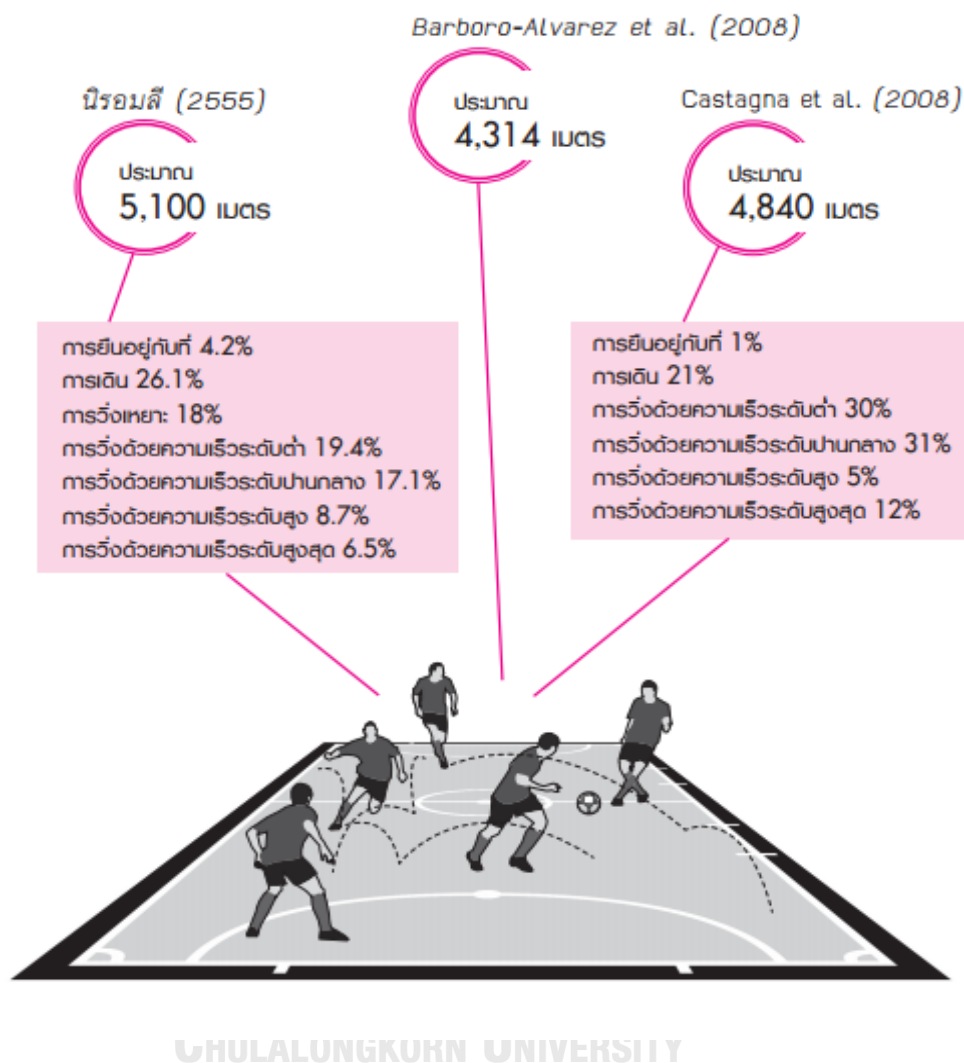 Barboro-Alvarez et al. (2008)
ประมาณ
4,314 เมตร
นิรอมลี (2555)
ประมาณ
5,100 เมตร
Castagna et al. (2008)
ประมาณ
4,840 เมตร
การยืนอยู่กับที่ 4.2%
การเดิน 26.1%
การวิ่งเหยาะ 18%
การวิ่งด้วยความเร็วระดับต่ำ 19.4%
การวิ่งด้วยความเร็วระดับปานกลาง 17.1%
การวิ่งด้วยความเร็วระดับสูง 8.7%
การวิ่งด้วยความเร็วระดับสูงสุด 6.5%
การยืนอยู่กับที่ 1%
การเดิน 21%
การวิ่งด้วยความเร็วระดับต่ำ 30%
การวิ่งด้วยความเร็วระดับปานกลาง 31%
การวิ่งด้วยความเร็วระดับสูง 5%
การวิ่งด้วยความเร็วระดับสูงสุด 12%
CHULALONGKORN UNIVERSITY